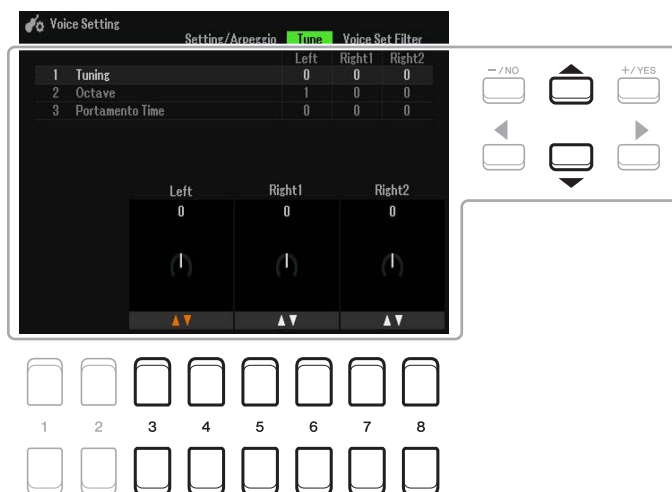 Voice Setting
Setting/Arpeggio Tune Voice Set Filter
Left Right1 Right2
1 Tuning 0 0 0
2 Octave 1 0 0
3 Portamento Time 0 0 0
Left Right1 Right2
0 0 0
-/NO +/YES
1 2 3 4 5 6 7 8